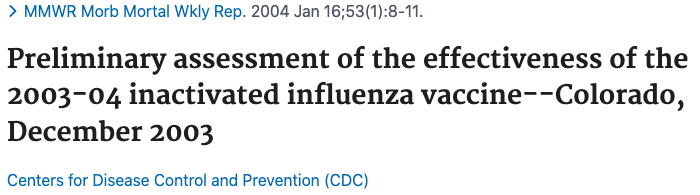 > MMWR Morb Mortal Wkly Rep. 2004 Jan 16;53(1):8-11.
Preliminary assessment of the effectiveness of the
2003-04 inactivated influenza vaccine--Colorado,
December 2003
Centers for Disease Control and Prevention (CDC)